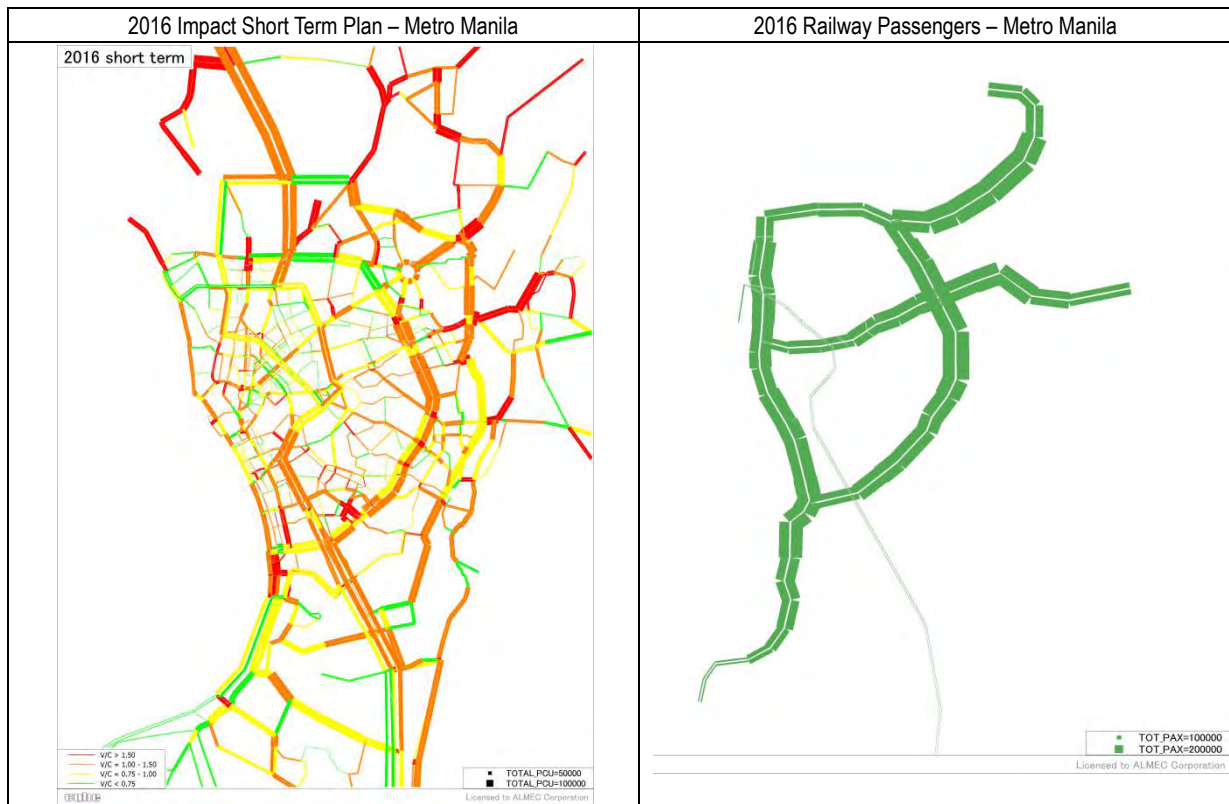 2016 Impact Short Term Plan – Metro Manila
2016 Railway Passengers – Metro Manila
2016 short term
V/C > 1.50
V/C = 1.00 - 1.50
V/C = 0.75 - 1.00
V/C < 0.75
TOTAL_PCU=50000
TOTAL_PCU=100000
Licensed to ALMEC Corporation
TOT_PAX=100000
TOT_PAX=200000
Licensed to ALMEC Corporation